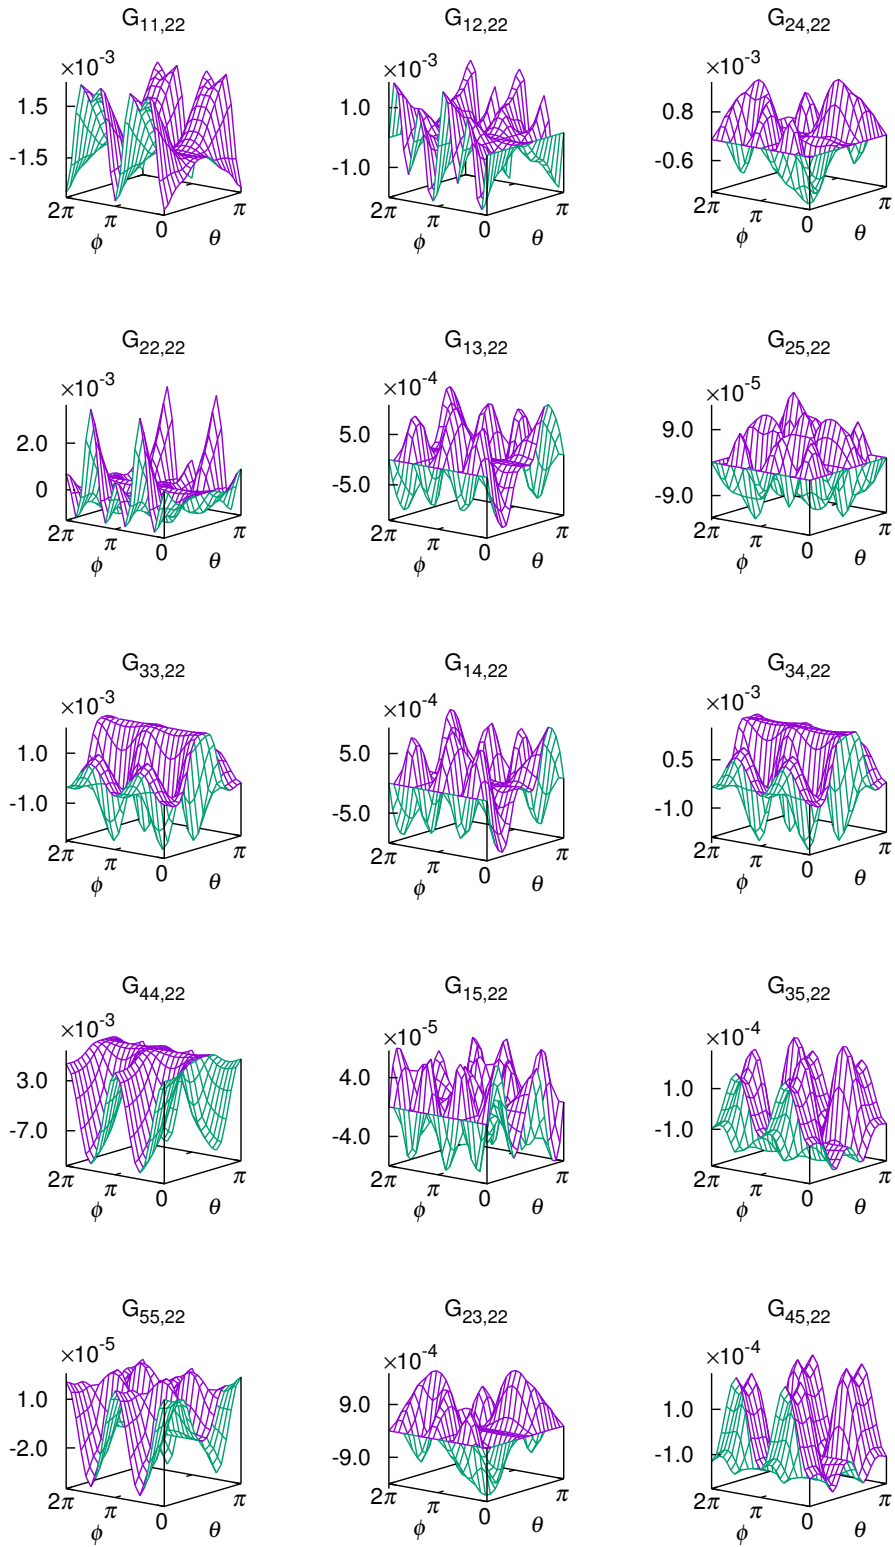 G11,22 G12,22 G24,22
×10-3 ×10-3 ×10-3
1.5 1.0 0.8
-1.5 -1.0 -0.6
2π π 0 π 2π π 0 π 2π π 0 π
ϕ θ ϕ θ ϕ θ
G22,22 G13,22 G25,22
×10-3 ×10-4 ×10-5
2.0 5.0 9.0
0 -5.0 -9.0
2π π 0 π 2π π 0 π 2π π 0 π
ϕ θ ϕ θ ϕ θ
G33,22 G14,22 G34,22
×10-3 ×10-4 ×10-3
1.0 5.0 0.5
-1.0 -5.0 -1.0
2π π 0 π 2π π 0 π 2π π 0 π
ϕ θ ϕ θ ϕ θ
G44,22 G15,22 G35,22
×10-3 ×10-5 ×10-4
3.0 4.0 1.0
-7.0 -4.0 -1.0
2π π 0 π 2π π 0 π 2π π 0 π
ϕ θ ϕ θ ϕ θ
G55,22 G23,22 G45,22
×10-5 ×10-4 ×10-4
1.0 9.0 1.0
-2.0 -9.0 -1.0
2π π 0 π 2π π 0 π 2π π 0 π
ϕ θ ϕ θ ϕ θ